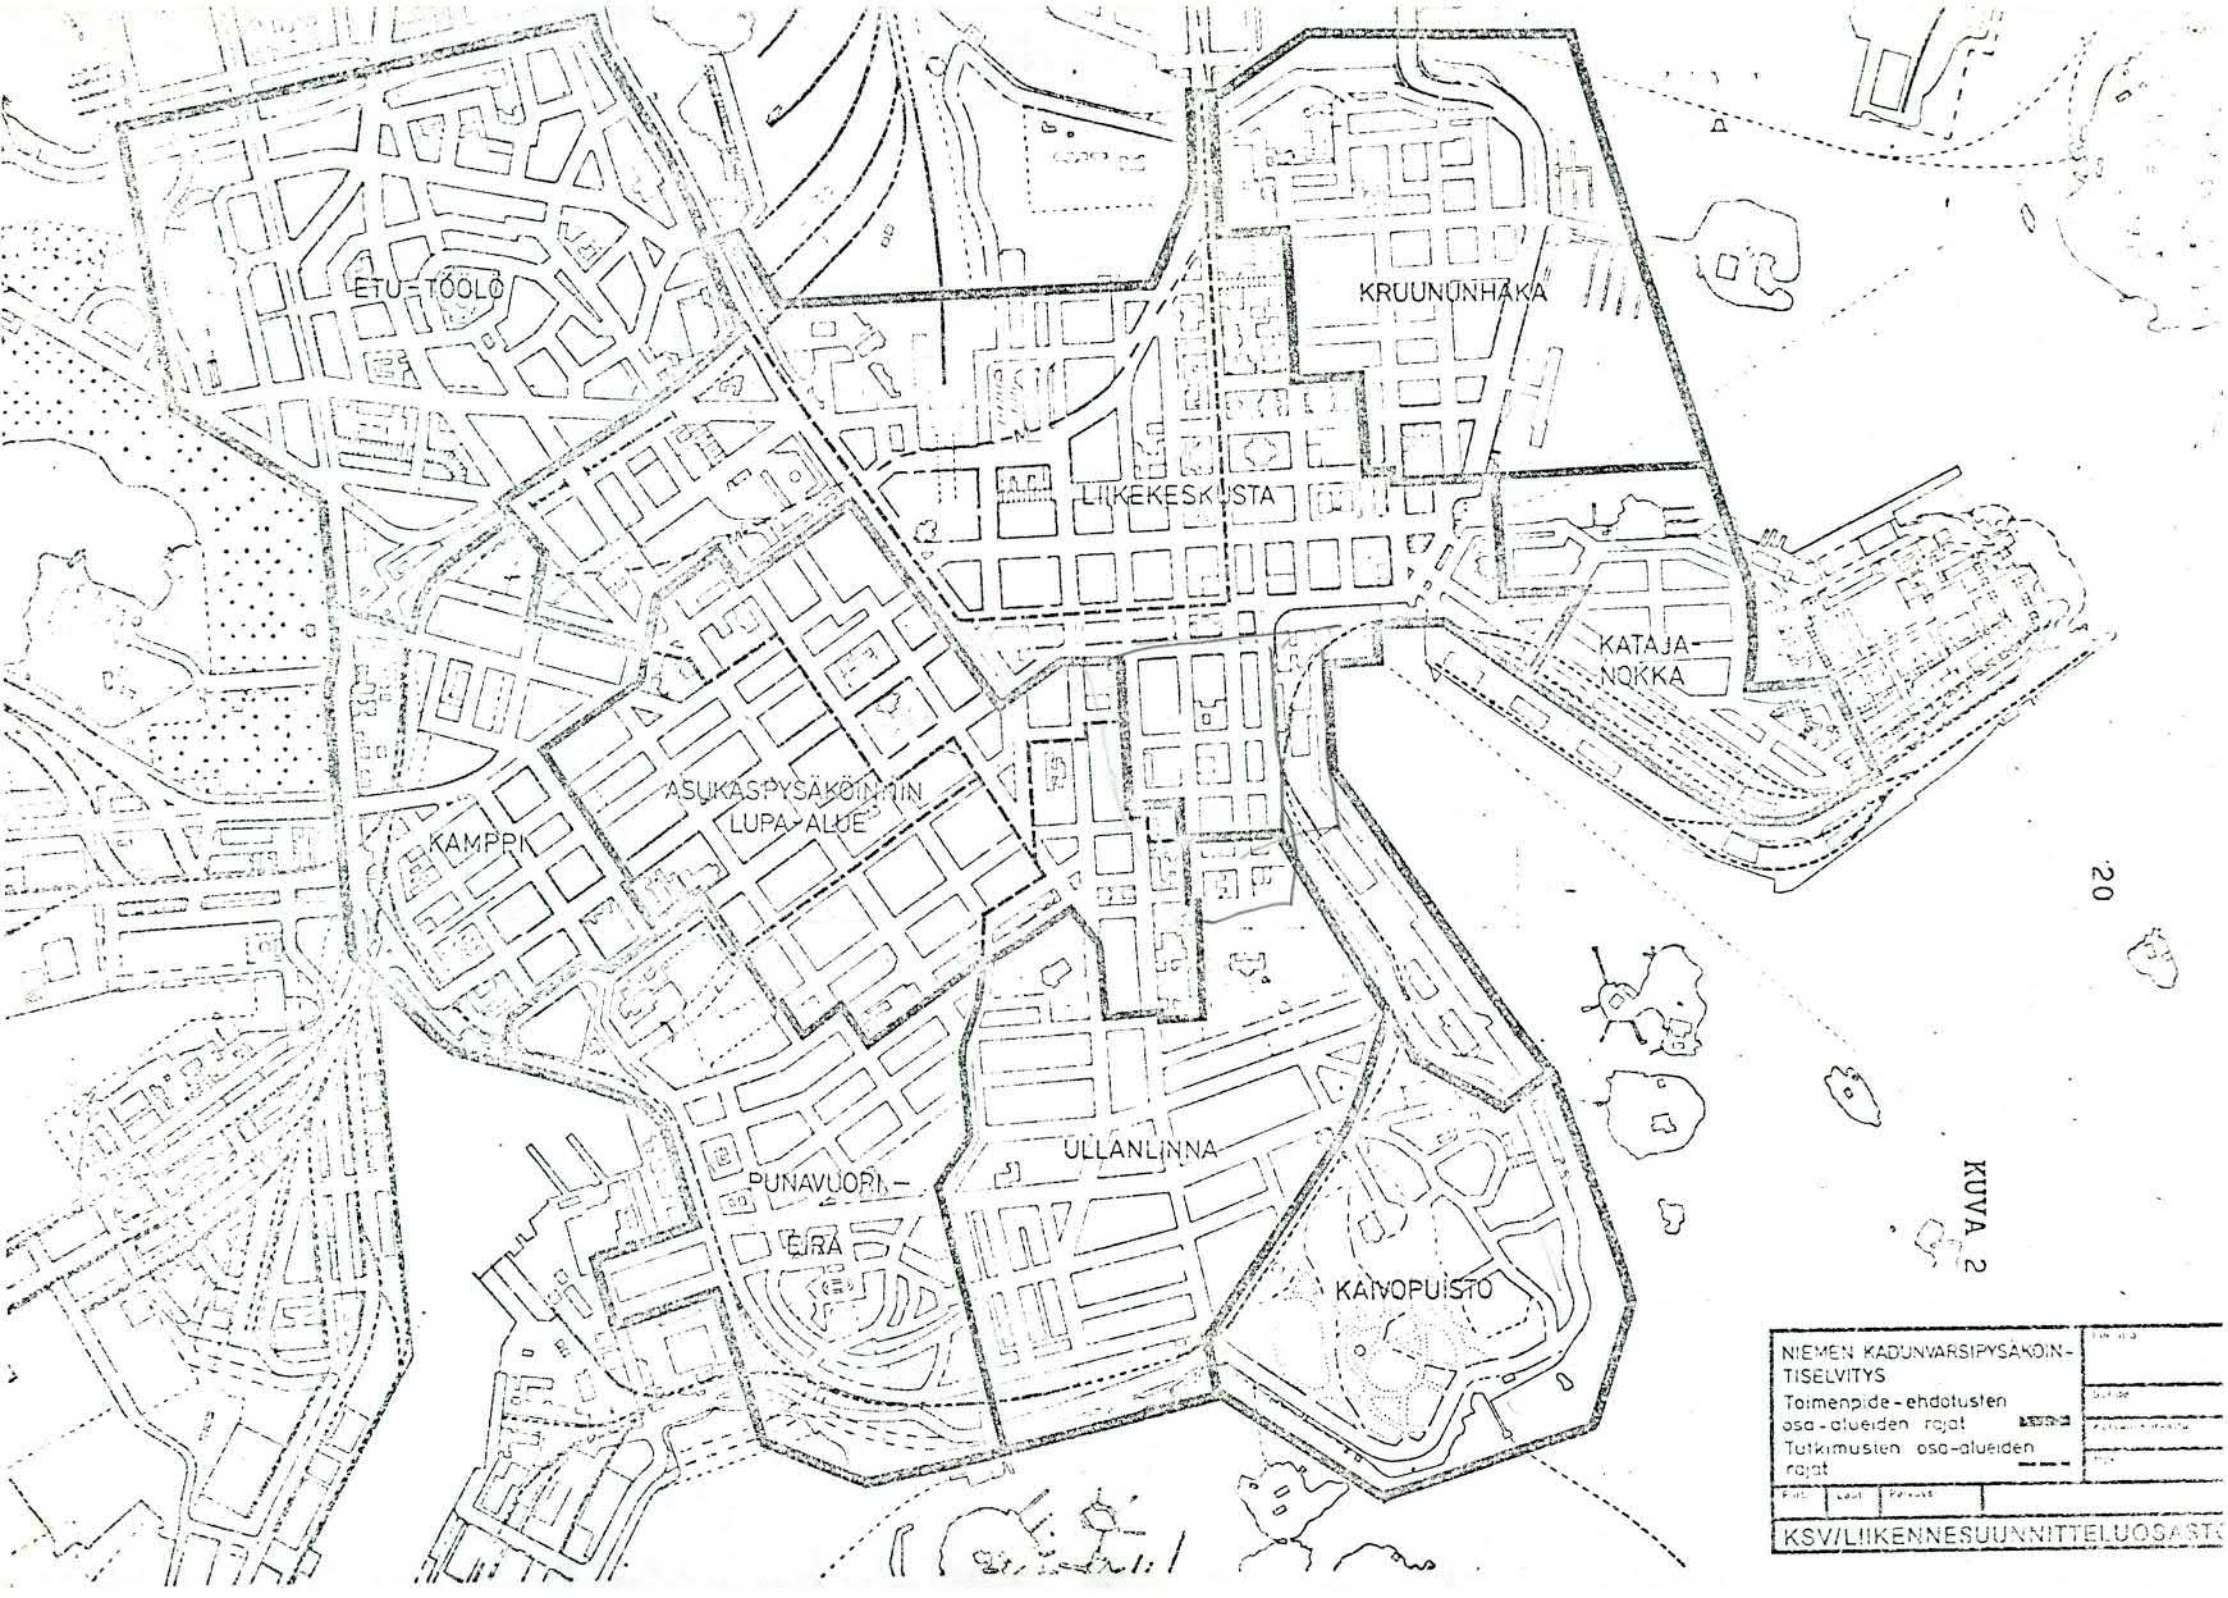 ETU-TÖÖLÖ
KRUUNUNHAKA
LIIKEKESKUSTA
KATAJA-
NOKKA
ASUKASPYSÄKÖINNIN
LUPA-ALUE
KAMPPI
ULLANLINNA
PUNAVUORI-
EIRA
KAIVOPUISTO
20
KUVA 2
NIEMEN KADUNVARSIPYSÄKÖIN-
TISELVITYS
Toimenpide-ehdotusten
osa-alueiden rajat
Tutkimusten osa-alueiden
rajat
KSV/LIIKENNESUUNNITTELUOSASTO